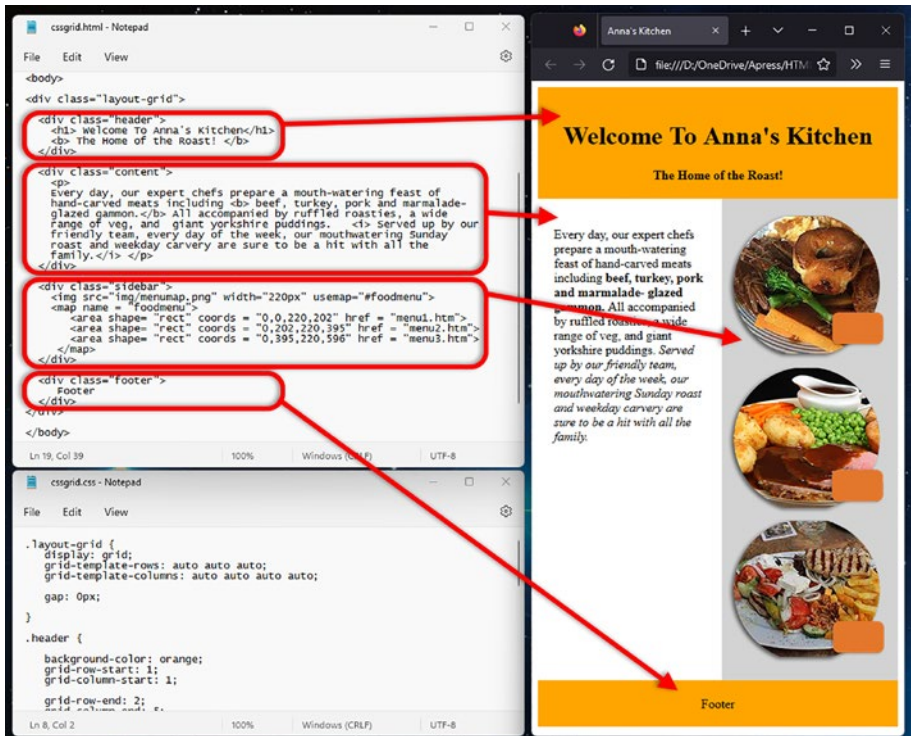 cssgrid.html - Notepad
File Edit View
<body>
<div class="layout-grid">
<div class="header">
<h1> Welcome To Anna's Kitchen</h1>
<b> The Home of the Roast! </b>
</div>
<div class="content">
<p>
Every day, our expert chefs prepare a mouth-watering feast of
hand-carved meats including <b> beef, turkey, pork and marmalade-
glazed gammon.</b> All accompanied by ruffled roasties, a wide
range of veg, and giant yorkshire puddings. <i> Served up by our
friendly team, every day of the week, our mouthwatering Sunday
roast and weekday carvery are sure to be a hit with all the
family.</i> </p>
</div>
<div class="sidebar">
<img src="img/menumap.png" width="220px" usemap="#foodmenu">
<map name = "foodmenu">
<area shape= "rect" coords = "0,0,220,202" href = "menu1.htm">
<area shape= "rect" coords = "0,202,220,395" href = "menu2.htm">
<area shape= "rect" coords = "0,395,220,596" href = "menu3.htm">
</map>
</div>
<div class="footer">
Footer
</div>
</div>
</body>
Ln 19, Col 39 100% Windows (CRLF) UTF-8
cssgrid.css - Notepad
File Edit View
.layout-grid {
display: grid;
grid-template-rows: auto auto auto;
grid-template-columns: auto auto auto auto;
gap: 0px;
}
.header {
background-color: orange;
grid-row-start: 1;
grid-column-start: 1;
grid-row-end: 2;
grid-column-end: 5;
Ln 8, Col 2 100% Windows (CRLF) UTF-8
Anna's Kitchen
file:///D:/OneDrive/Apress/HTM
Welcome To Anna's Kitchen
The Home of the Roast!
Every day, our expert chefs
prepare a mouth-watering
feast of hand-carved meats
including beef, turkey, pork
and marmalade- glazed
gammon. All accompanied
by ruffled roasties, a wide
range of veg, and giant
yorkshire puddings. Served
up by our friendly team,
every day of the week, our
mouthwatering Sunday roast
and weekday carvery are
sure to be a hit with all the
family.
Footer